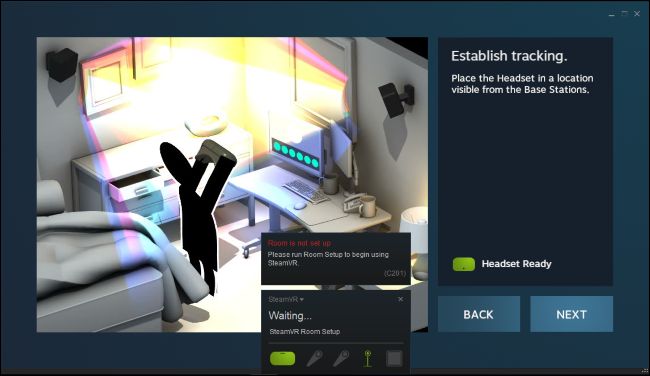 Establish tracking.
Place the Headset in a location
visible from the Base Stations.
Room is not set up
Please run Room Setup to begin using
SteamVR.
(C201)
Headset Ready
SteamVR
Waiting...
SteamVR Room Setup
BACK
NEXT